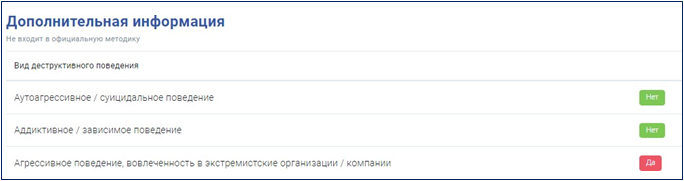 Дополнительная информация
Не входит в официальную методику
Вид деструктивного поведения
Аутоагрессивное / суицидальное поведение Нет
Аддиктивное / зависимое поведение Нет
Агрессивное поведение, вовлеченность в экстремистские организации / компании Да